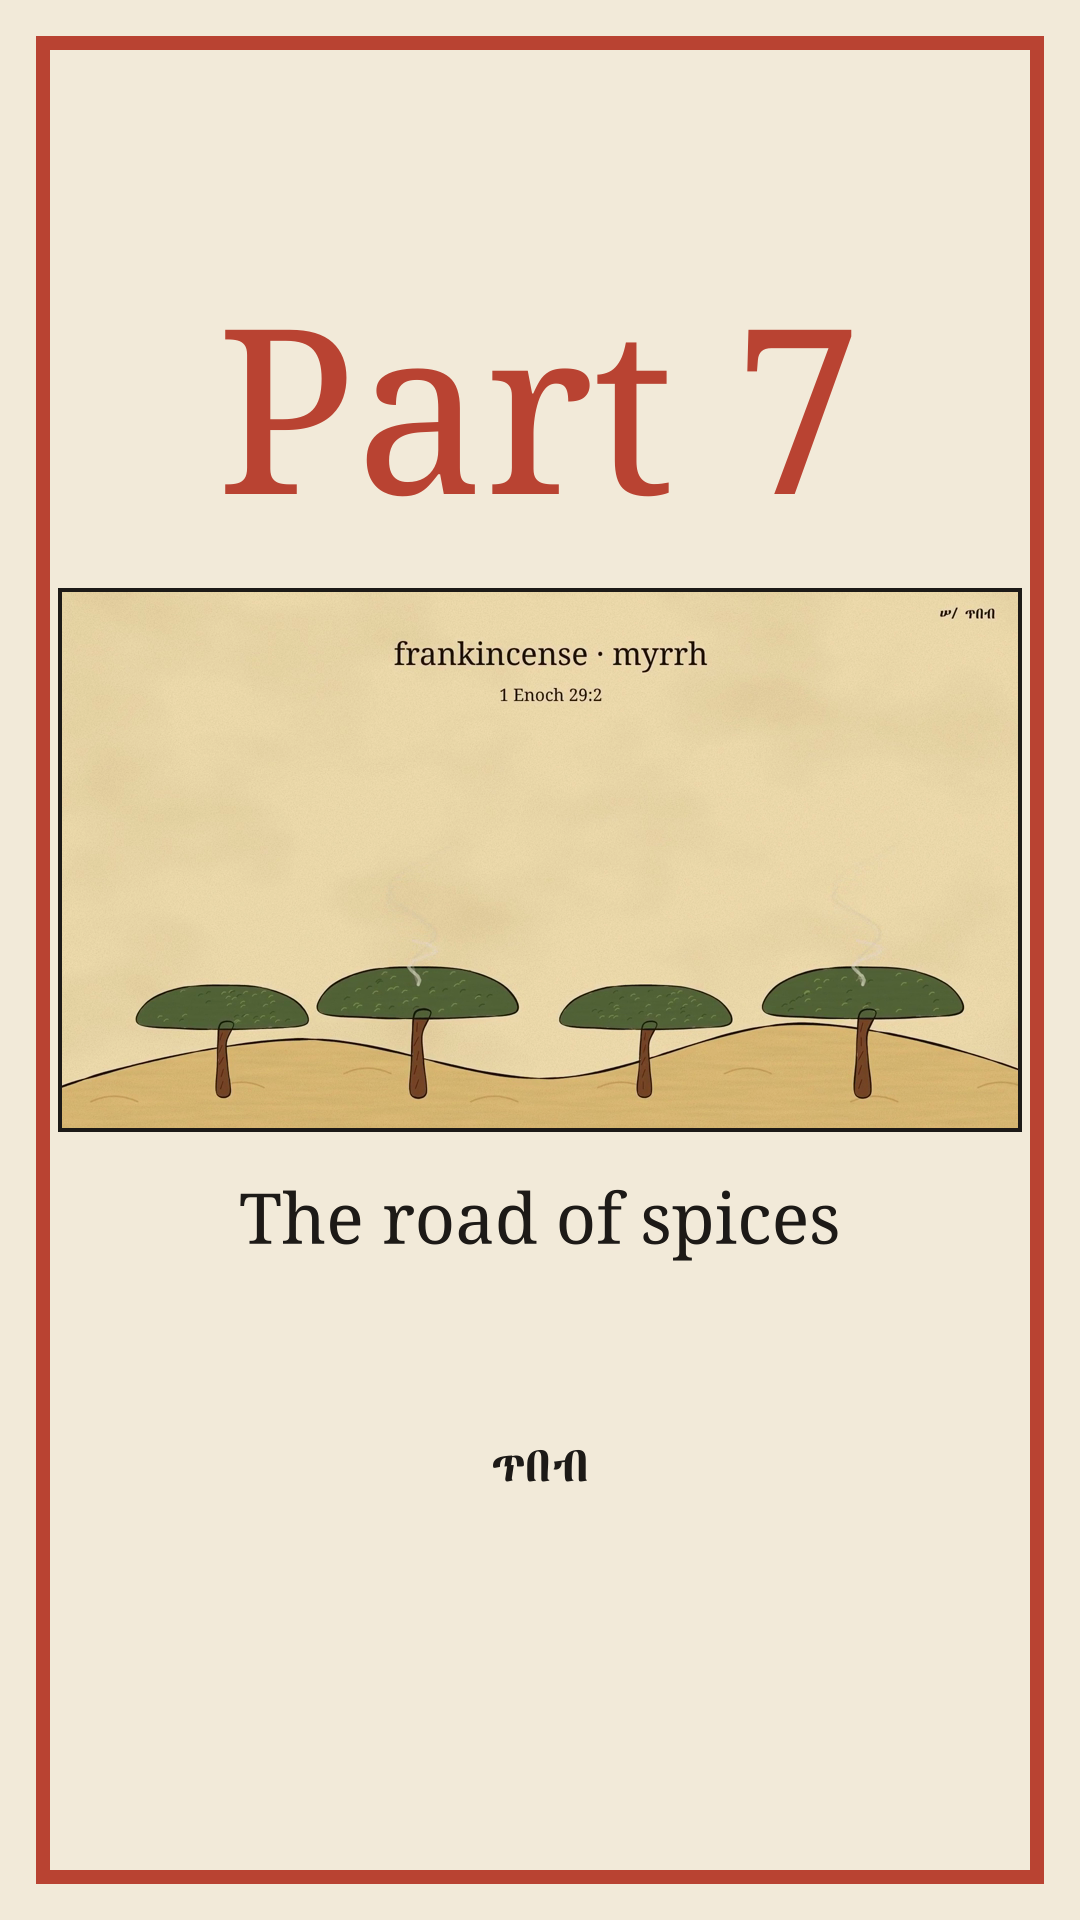 Part 7
ሠ/ ጥበብ
frankincense · myrrh
1 Enoch 29:2
The road of spices
ጥበብ